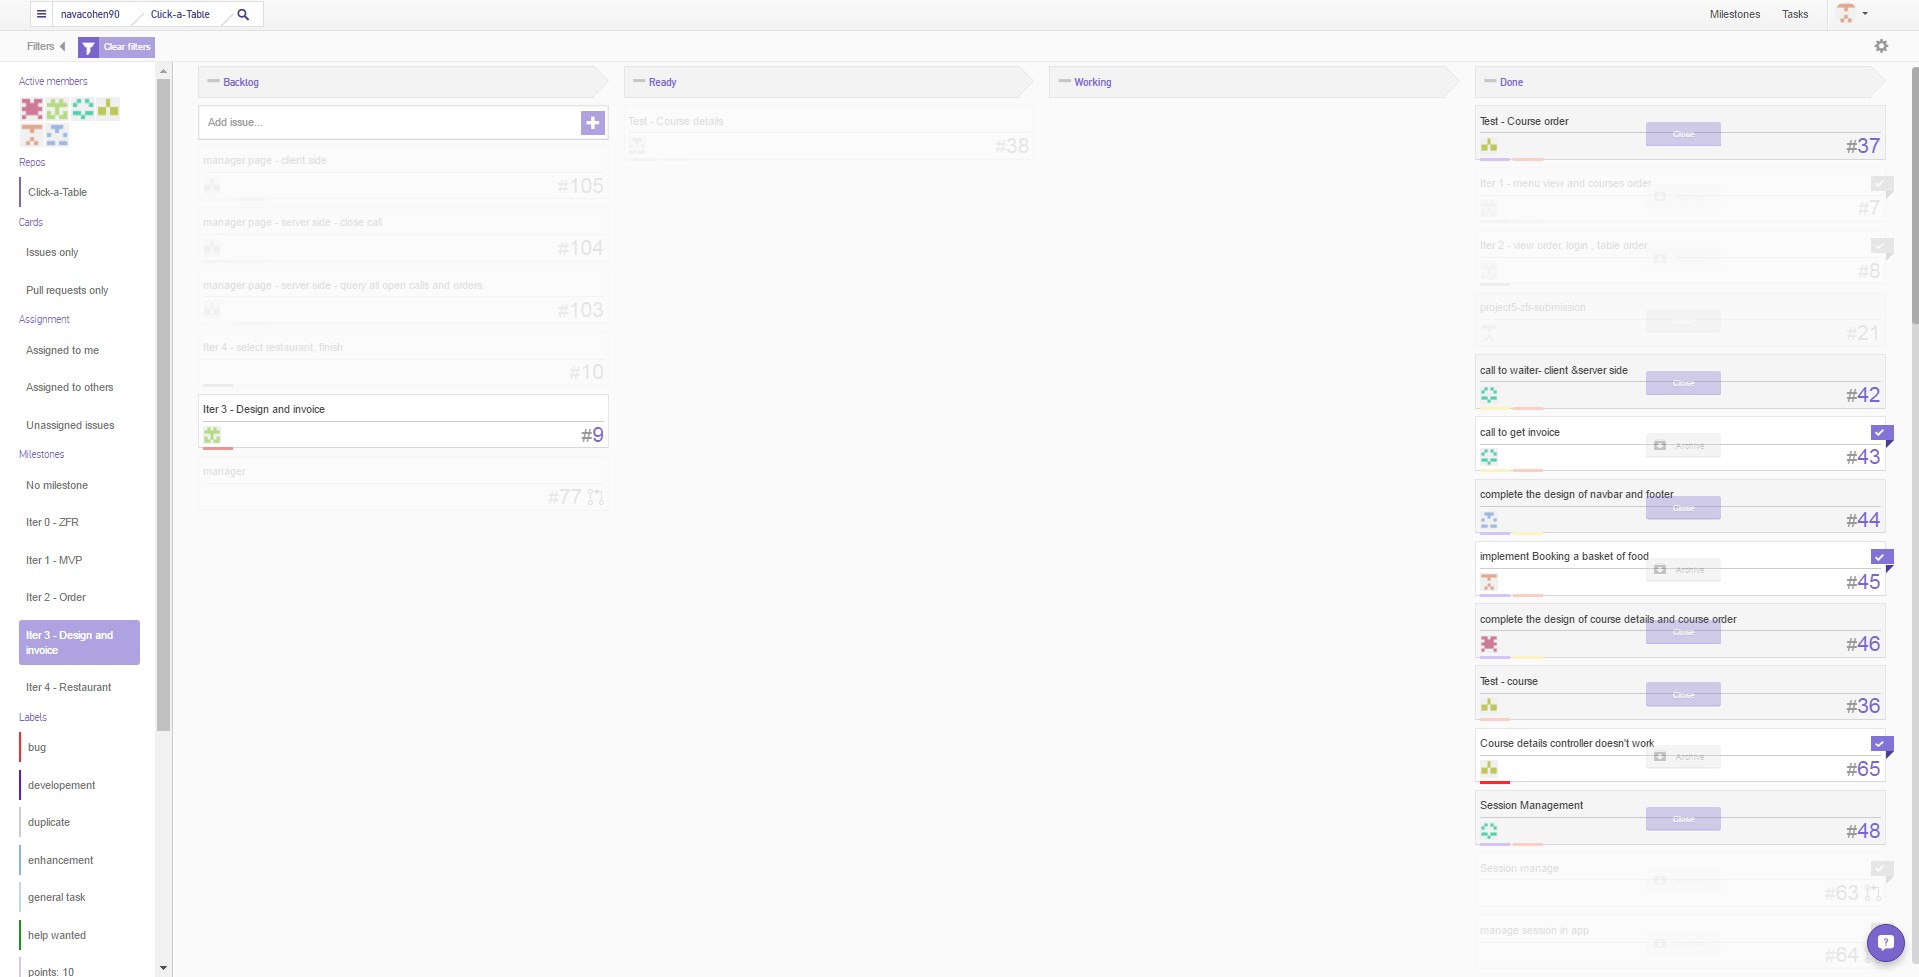 navacohen90
Click-a-Table
Milestones
Tasks
Filters
Clear filters
Active members
Repos
Click-a-Table
Cards
Issues only
Pull requests only
Assignment
Assigned to me
Assigned to others
Unassigned issues
Milestones
No milestone
Iter 0 - ZFR
Iter 1 - MVP
Iter 2 - Order
Iter 3 - Design and
invoice
Iter 4 - Restaurant
Labels
bug
developement
duplicate
enhancement
general task
help wanted
points: 10
Backlog
Add issue...
manager page - client side
#105
manager page - server side - close call
#104
manager page - server side - query all open calls and orders
#103
Iter 4 - select restaurant, finish
#10
Iter 3 - Design and invoice
#9
manager
#77
Ready
Test - Course details
#38
Working
Done
Test - Course order
Close
#37
Iter 1 - menu view and courses order
Archive
#7
Iter 2 - view order, login , table order
Archive
#8
project5-zfr-submission
#21
call to waiter- client &server side
Close
#42
call to get invoice
Archive
#43
complete the design of navbar and footer
Close
#44
implement Booking a basket of food
Archive
#45
complete the design of course details and course order
Close
#46
Test - course
Close
#36
Course details controller doesn't work
Archive
#65
Session Management
Close
#48
Session manage
Archive
#63
manage session in app
Archive
#64